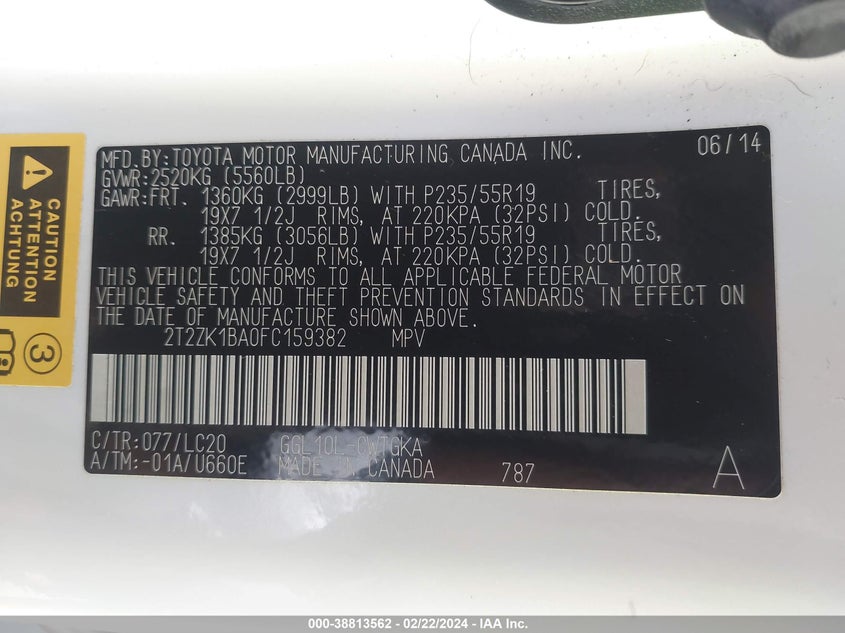 MFD.BY:TOYOTA MOTOR MANUFACTURING CANADA INC. 06/14
GVWR:2520KG (5560LB)
GAWR:FRT. 1360KG (2999LB) WITH P235/55R19 TIRES,
19X7 1/2J RIMS, AT 220KPA (32PSI) COLD.
RR. 1385KG (3056LB) WITH P235/55R19 TIRES,
19X7 1/2J RIMS, AT 220KPA (32PSI) COLD.
THIS VEHICLE CONFORMS TO ALL APPLICABLE FEDERAL MOTOR
VEHICLE SAFETY AND THEFT PREVENTION STANDARDS IN EFFECT ON
THE DATE OF MANUFACTURE SHOWN ABOVE.
2T2ZK1BA0FC159382 MPV
C/TR:077/LC20 GGL10L-CWTGKA
A/TM:-01A/U660E MADE IN CANADA 787 A
CAUTION
ATTENTION
ACHTUNG
3
000-38813562 - 02/22/2024 - IAA Inc.